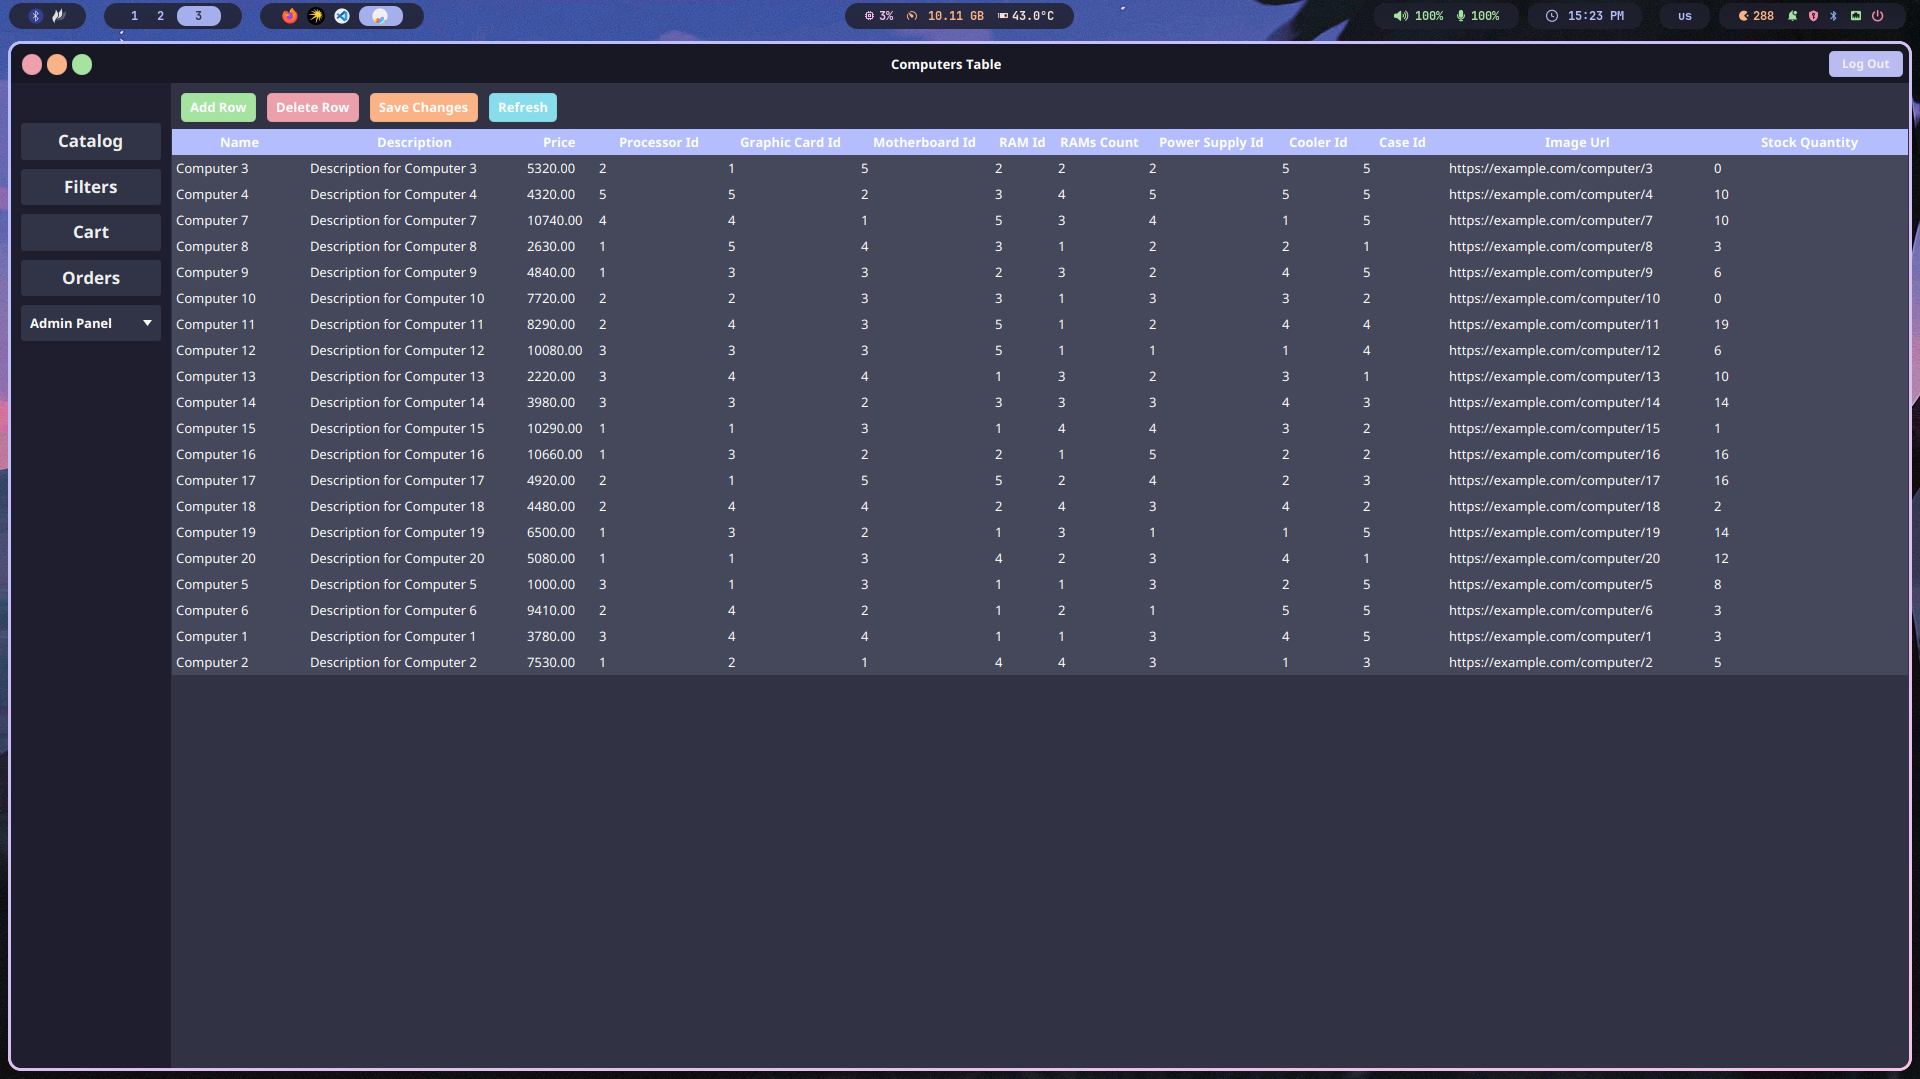 1 2 3 3% 10.11 GB 43.0°C 100% 100% 15:23 PM us 288
Computers Table Log Out
Catalog
Filters
Cart
Orders
Admin Panel
Add Row Delete Row Save Changes Refresh
Name Description Price Processor Id Graphic Card Id Motherboard Id RAM Id RAMs Count Power Supply Id Cooler Id Case Id Image Url Stock Quantity
Computer 3 Description for Computer 3 5320.00 2 1 5 2 2 2 5 5 https://example.com/computer/3 0
Computer 4 Description for Computer 4 4320.00 5 5 2 3 4 5 5 5 https://example.com/computer/4 10
Computer 7 Description for Computer 7 10740.00 4 4 1 5 3 4 1 5 https://example.com/computer/7 10
Computer 8 Description for Computer 8 2630.00 1 5 4 3 1 2 2 1 https://example.com/computer/8 3
Computer 9 Description for Computer 9 4840.00 1 3 3 2 3 2 4 5 https://example.com/computer/9 6
Computer 10 Description for Computer 10 7720.00 2 2 3 3 1 3 3 2 https://example.com/computer/10 0
Computer 11 Description for Computer 11 8290.00 2 4 3 5 1 2 4 4 https://example.com/computer/11 19
Computer 12 Description for Computer 12 10080.00 3 3 3 5 1 1 1 4 https://example.com/computer/12 6
Computer 13 Description for Computer 13 2220.00 3 4 4 1 3 2 3 1 https://example.com/computer/13 10
Computer 14 Description for Computer 14 3980.00 3 3 2 3 3 3 4 3 https://example.com/computer/14 14
Computer 15 Description for Computer 15 10290.00 1 1 3 1 4 4 3 2 https://example.com/computer/15 1
Computer 16 Description for Computer 16 10660.00 1 3 2 2 1 5 2 2 https://example.com/computer/16 16
Computer 17 Description for Computer 17 4920.00 2 1 5 5 2 4 2 3 https://example.com/computer/17 16
Computer 18 Description for Computer 18 4480.00 2 4 4 2 4 3 4 2 https://example.com/computer/18 2
Computer 19 Description for Computer 19 6500.00 1 3 2 1 3 1 1 5 https://example.com/computer/19 14
Computer 20 Description for Computer 20 5080.00 1 1 3 4 2 3 4 1 https://example.com/computer/20 12
Computer 5 Description for Computer 5 1000.00 3 1 3 1 1 3 2 5 https://example.com/computer/5 8
Computer 6 Description for Computer 6 9410.00 2 4 2 1 2 1 5 5 https://example.com/computer/6 3
Computer 1 Description for Computer 1 3780.00 3 4 4 1 1 3 4 5 https://example.com/computer/1 3
Computer 2 Description for Computer 2 7530.00 1 2 1 4 4 3 1 3 https://example.com/computer/2 5